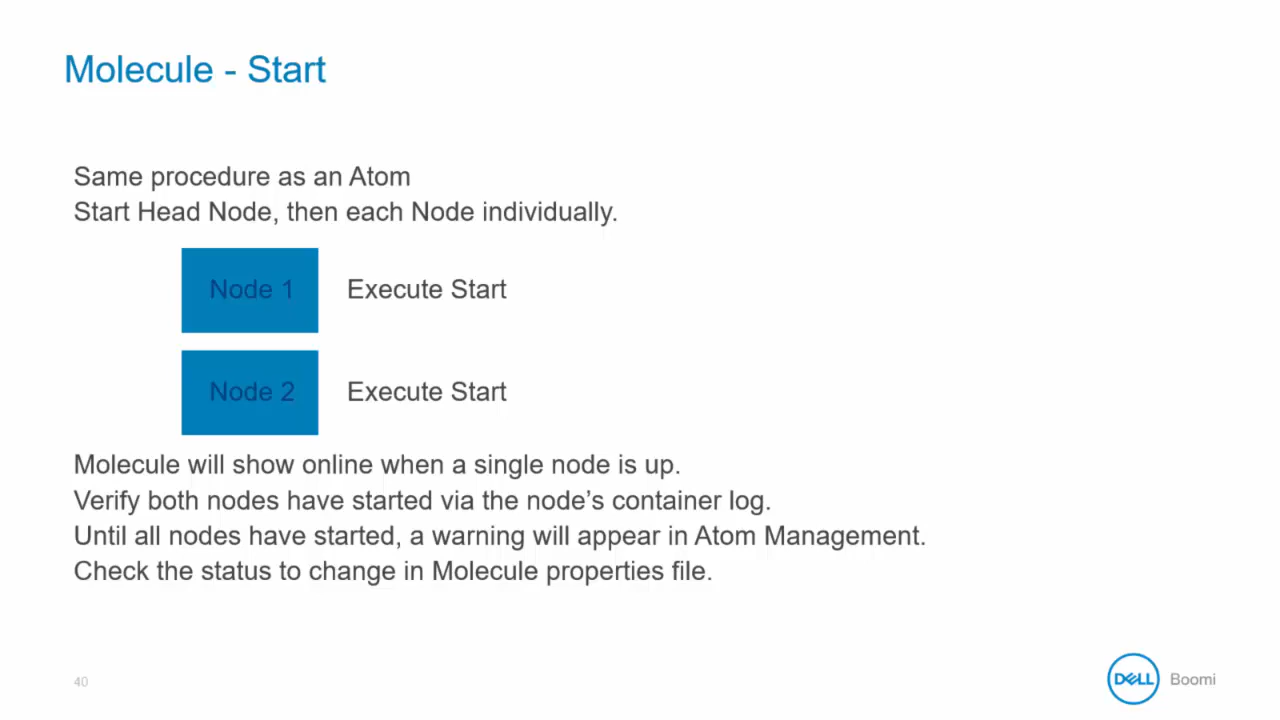 Molecule - Start
Same procedure as an Atom
Start Head Node, then each Node individually.
Node 1
Execute Start
Node 2
Execute Start
Molecule will show online when a single node is up.
Verify both nodes have started via the node’s container log.
Until all nodes have started, a warning will appear in Atom Management.
Check the status to change in Molecule properties file.
40
DELL Boomi